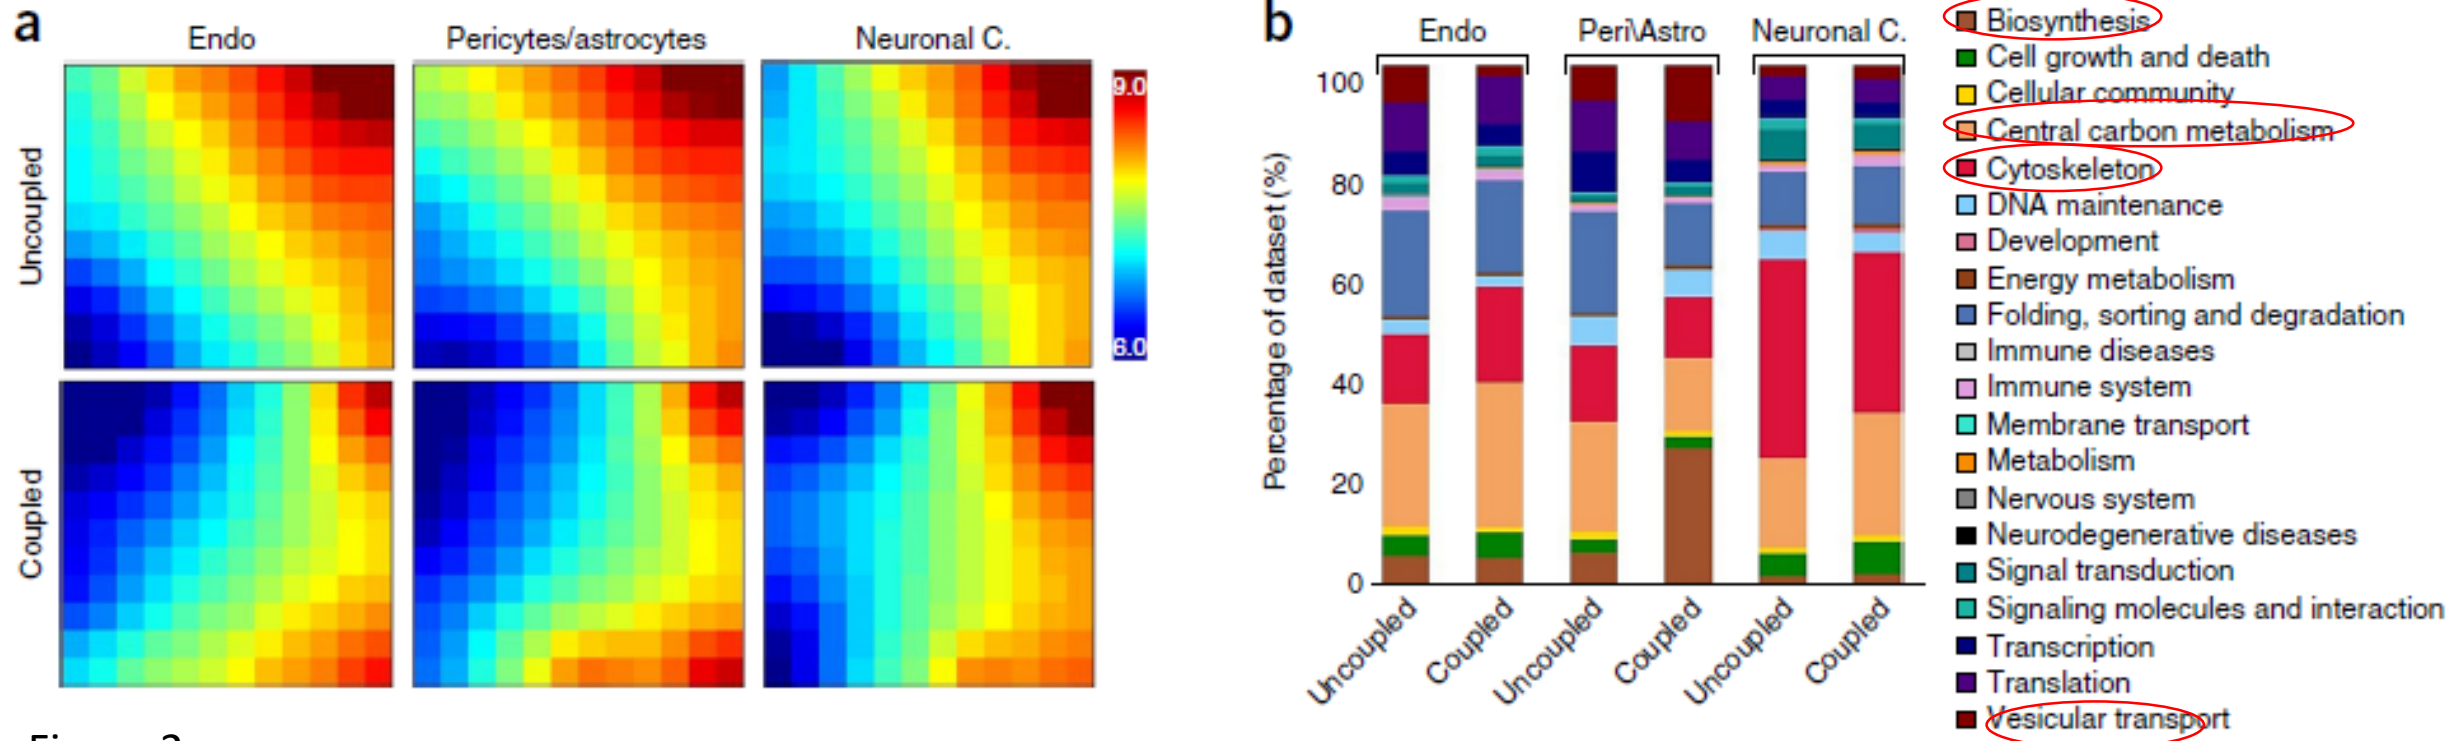 a
Endo
Pericytes/astrocytes
Neuronal C.
Uncoupled
Coupled
9.0
6.0
b
Endo
Peri\Astro
Neuronal C.
Percentage of dataset (%)
100
80
60
40
20
0
Uncoupled
Coupled
Uncoupled
Coupled
Uncoupled
Coupled
Biosynthesis
Cell growth and death
Cellular community
Central carbon metabolism
Cytoskeleton
DNA maintenance
Development
Energy metabolism
Folding, sorting and degradation
Immune diseases
Immune system
Membrane transport
Metabolism
Nervous system
Neurodegenerative diseases
Signal transduction
Signaling molecules and interaction
Transcription
Translation
Vesicular transport